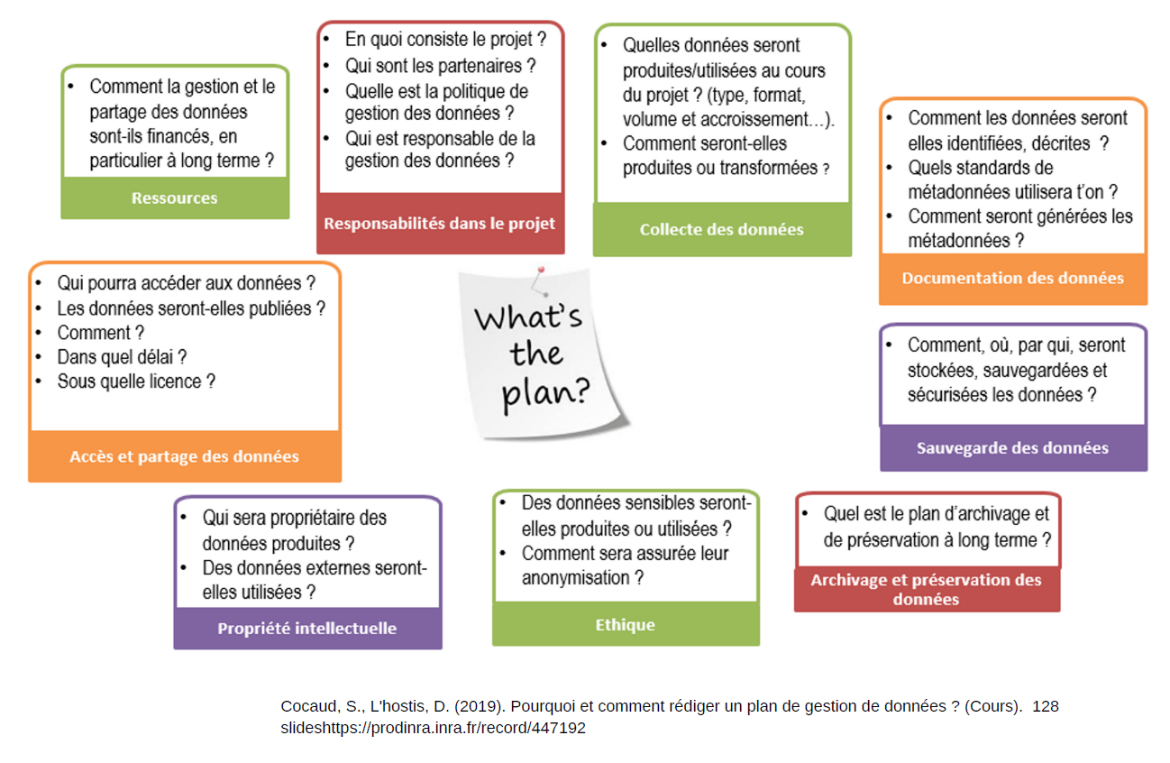 • Comment la gestion et le
partage des données
sont-ils financés, en
particulier à long terme ?
Ressources
• En quoi consiste le projet ?
• Qui sont les partenaires ?
• Quelle est la politique de
gestion des données ?
• Qui est responsable de la
gestion des données ?
Responsabilités dans le projet
• Quelles données seront
produites/utilisées au cours
du projet ? (type, format,
volume et accroissement…).
• Comment seront-elles
produites ou transformées ?
Collecte des données
• Comment les données seront
elles identifiées, décrites ?
• Quels standards de
métadonnées utilisera t'on ?
• Comment seront générées les
métadonnées ?
Documentation des données
• Qui pourra accéder aux données ?
• Les données seront-elles publiées ?
• Comment ?
• Dans quel délai ?
• Sous quelle licence ?
Accès et partage des données
What's
the
plan?
• Comment, où, par qui, seront
stockées, sauvegardées et
sécurisées les données ?
Sauvegarde des données
• Qui sera propriétaire des
données produites ?
• Des données externes seront-
elles utilisées ?
Propriété intellectuelle
• Des données sensibles seront-
elles produites ou utilisées ?
• Comment sera assurée leur
anonymisation ?
Ethique
• Quel est le plan d'archivage et
de préservation à long terme ?
Archivage et préservation des
données
Cocaud, S., L'hostis, D. (2019). Pourquoi et comment rédiger un plan de gestion de données ? (Cours). 128
slideshttps://prodinra.inra.fr/record/447192